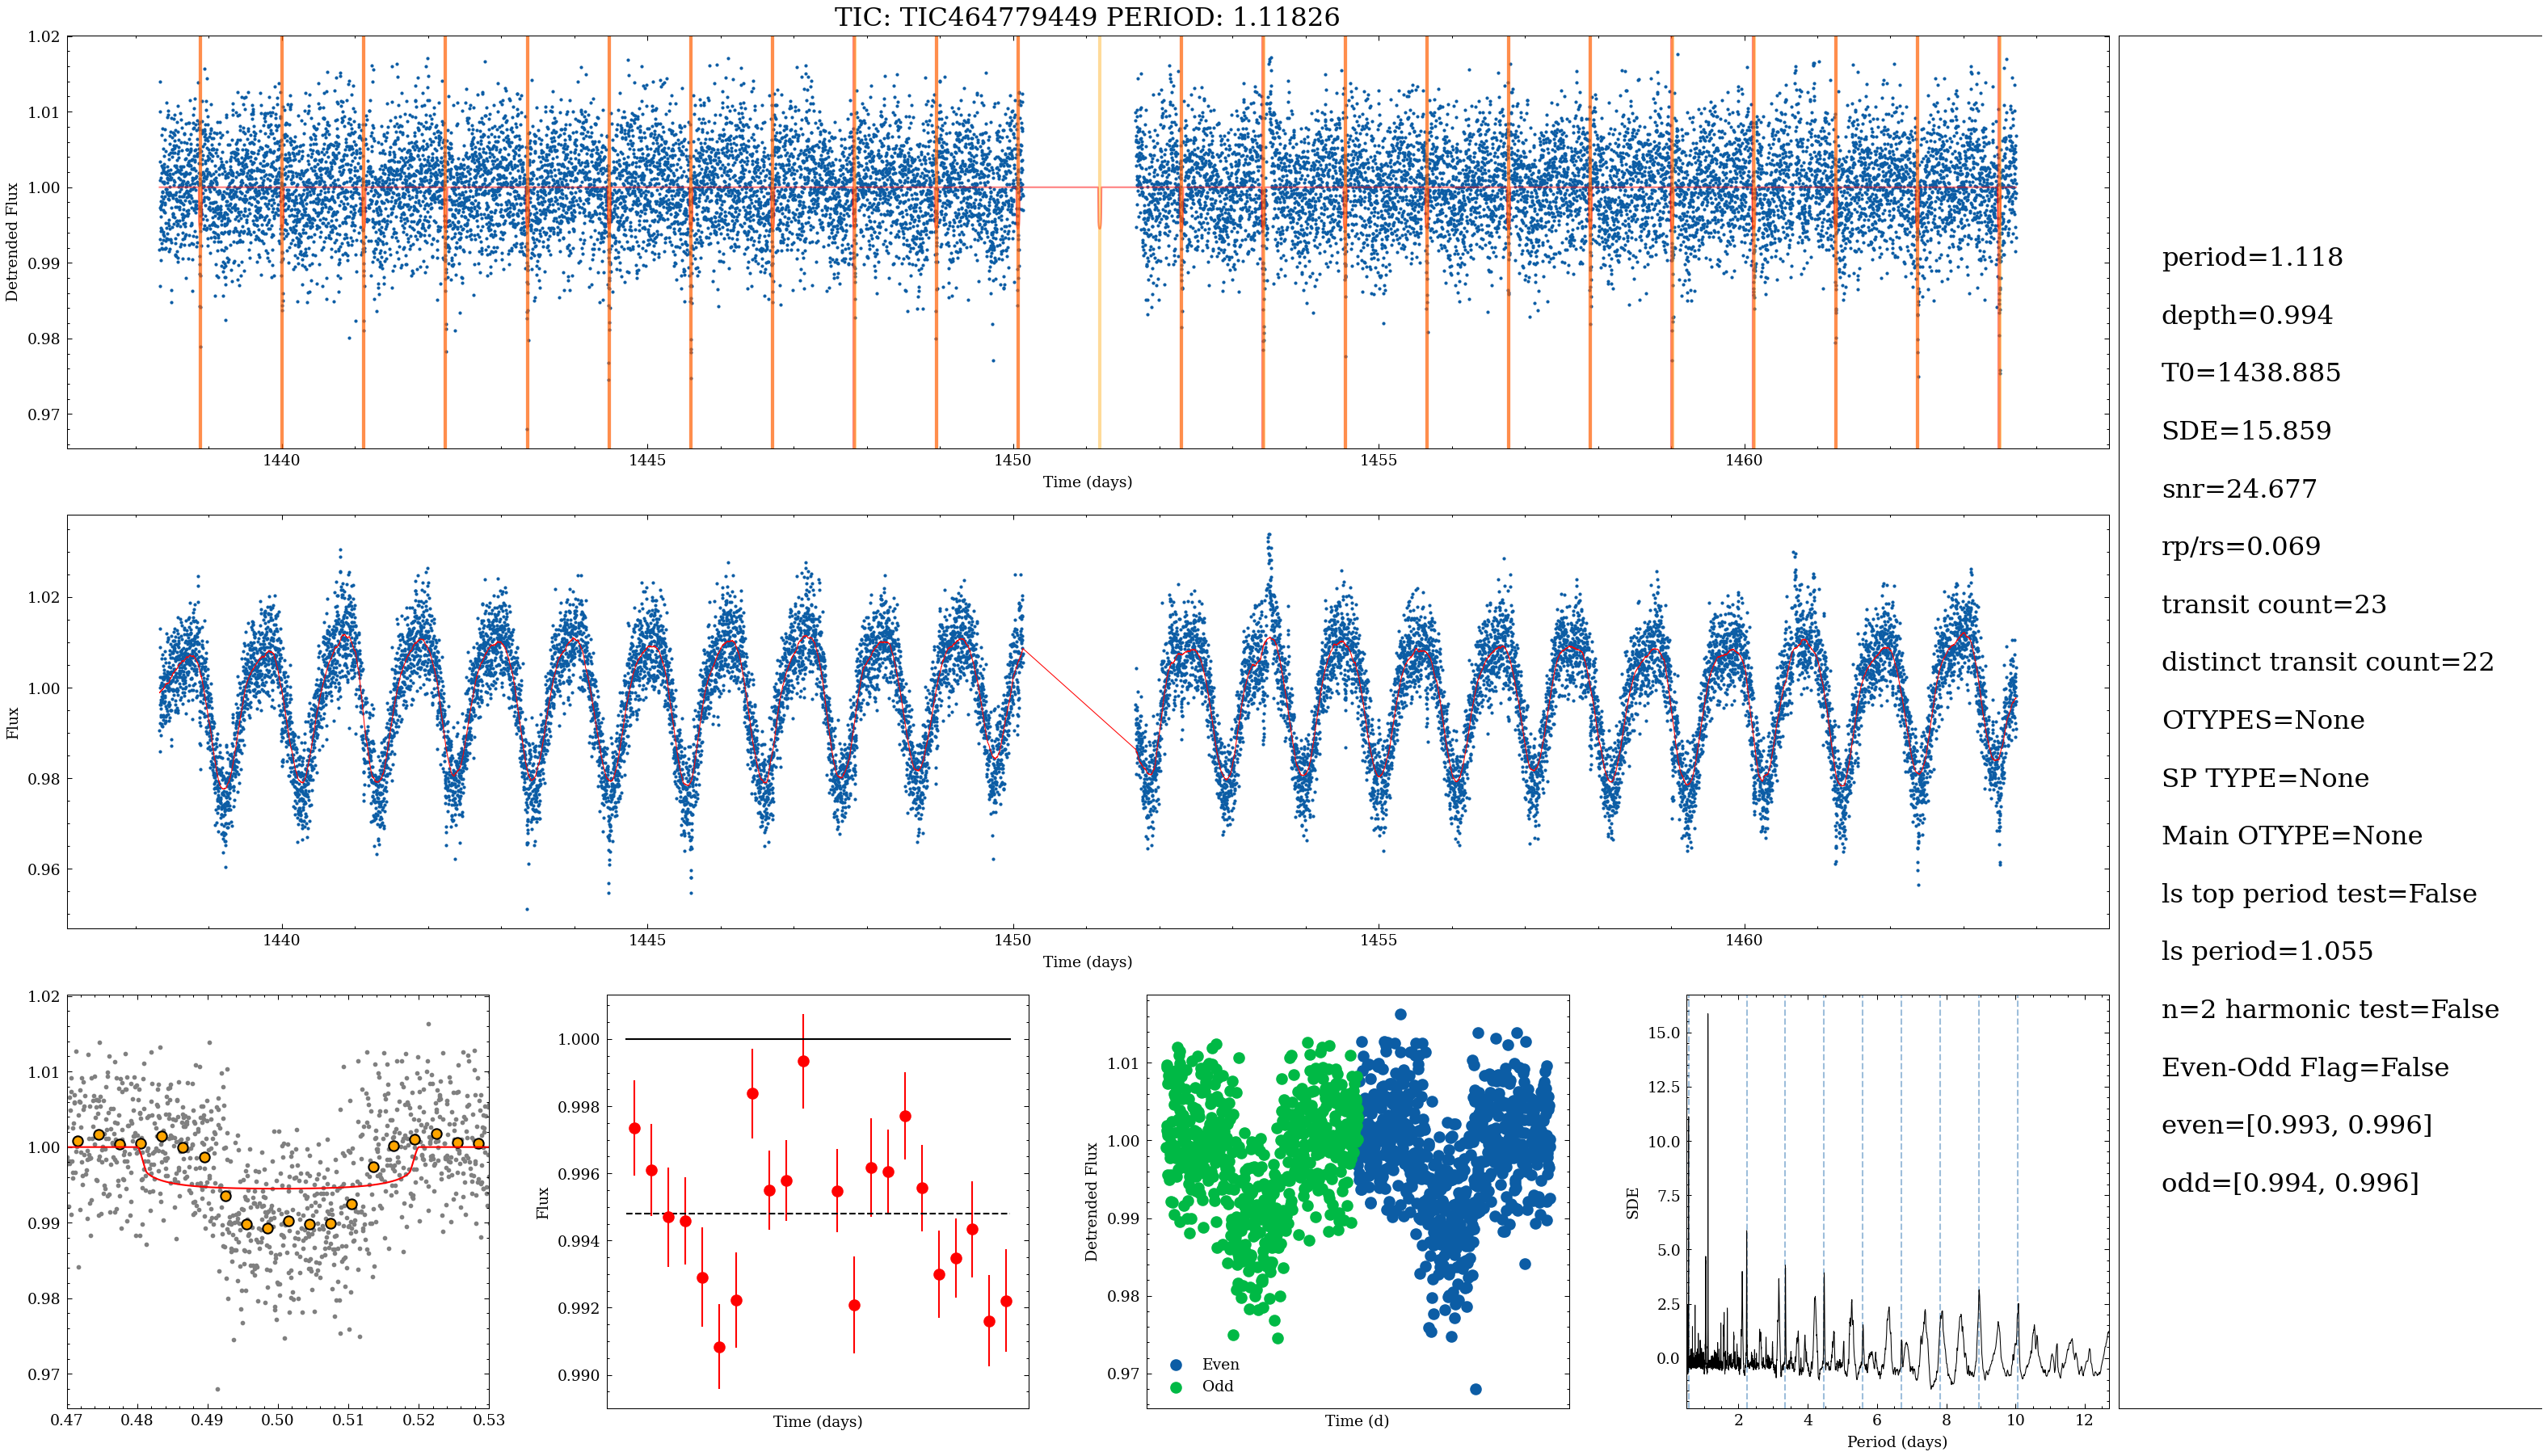 TIC: TIC464779449 PERIOD: 1.11826
1.02
1.01
1.00
0.99
0.98
0.97
Detrended Flux
1440
1445
1450
1455
1460
Time (days)
1.02
1.00
0.98
0.96
Flux
1440
1445
1450
1455
1460
Time (days)
1.02
1.01
1.00
0.99
0.98
0.97
0.47
0.48
0.49
0.50
0.51
0.52
0.53
1.000
0.998
0.996
0.994
0.992
0.990
Flux
Time (days)
1.01
1.00
0.99
0.98
0.97
Detrended Flux
Even
Odd
Time (d)
15.0
12.5
10.0
7.5
5.0
2.5
0.0
SDE
2
4
6
8
10
12
Period (days)
period=1.118
depth=0.994
T0=1438.885
SDE=15.859
snr=24.677
rp/rs=0.069
transit count=23
distinct transit count=22
OTYPES=None
SP TYPE=None
Main OTYPE=None
ls top period test=False
ls period=1.055
n=2 harmonic test=False
Even-Odd Flag=False
even=[0.993, 0.996]
odd=[0.994, 0.996]